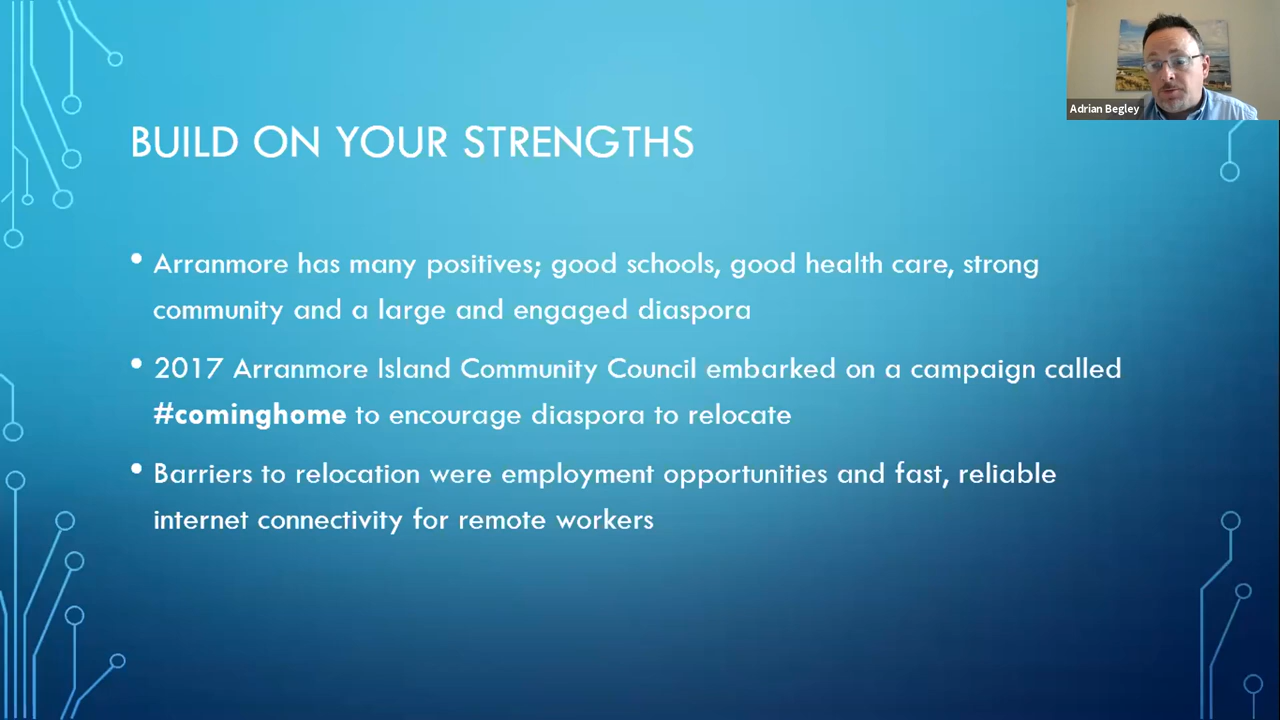 Adrian Begley
BUILD ON YOUR STRENGTHS
• Arranmore has many positives; good schools, good health care, strong
community and a large and engaged diaspora
• 2017 Arranmore Island Community Council embarked on a campaign called
#cominghome to encourage diaspora to relocate
• Barriers to relocation were employment opportunities and fast, reliable
internet connectivity for remote workers